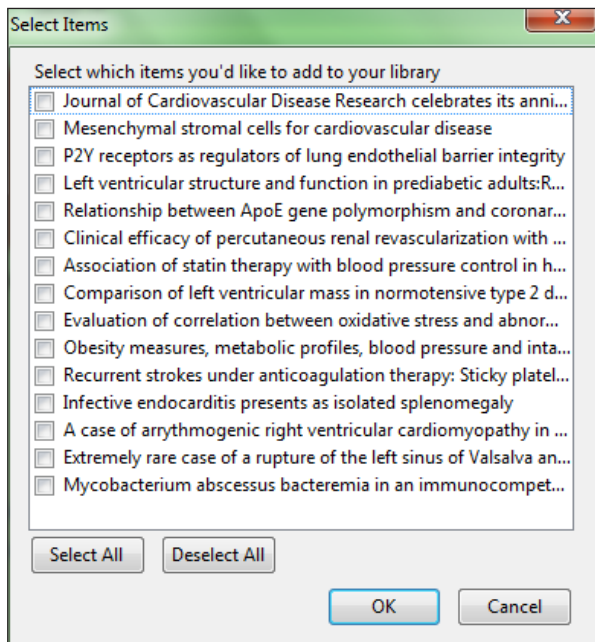 Select Items
Select which items you'd like to add to your library
Journal of Cardiovascular Disease Research celebrates its anni...
Mesenchymal stromal cells for cardiovascular disease
P2Y receptors as regulators of lung endothelial barrier integrity
Left ventricular structure and function in prediabetic adults:R...
Relationship between ApoE gene polymorphism and coronar...
Clinical efficacy of percutaneous renal revascularization with ...
Association of statin therapy with blood pressure control in h...
Comparison of left ventricular mass in normotensive type 2 d...
Evaluation of correlation between oxidative stress and abnor...
Obesity measures, metabolic profiles, blood pressure and inta...
Recurrent strokes under anticoagulation therapy: Sticky platel...
Infective endocarditis presents as isolated splenomegaly
A case of arrythmogenic right ventricular cardiomyopathy in ...
Extremely rare case of a rupture of the left sinus of Valsalva an...
Mycobacterium abscessus bacteremia in an immunocompet...
Select All Deselect All
OK Cancel